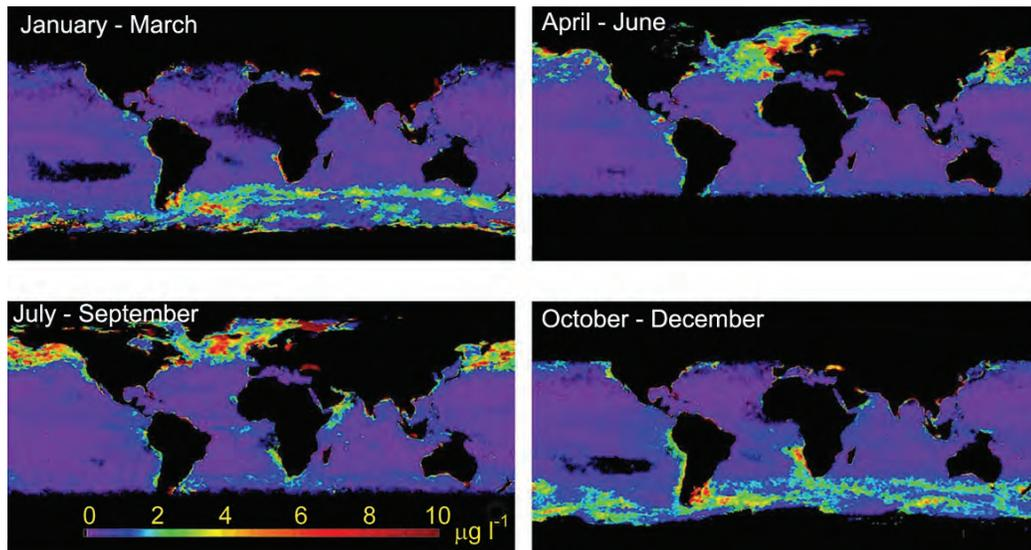 January - March
April - June
July - September
October - December
0 2 4 6 8 10 µg l⁻¹